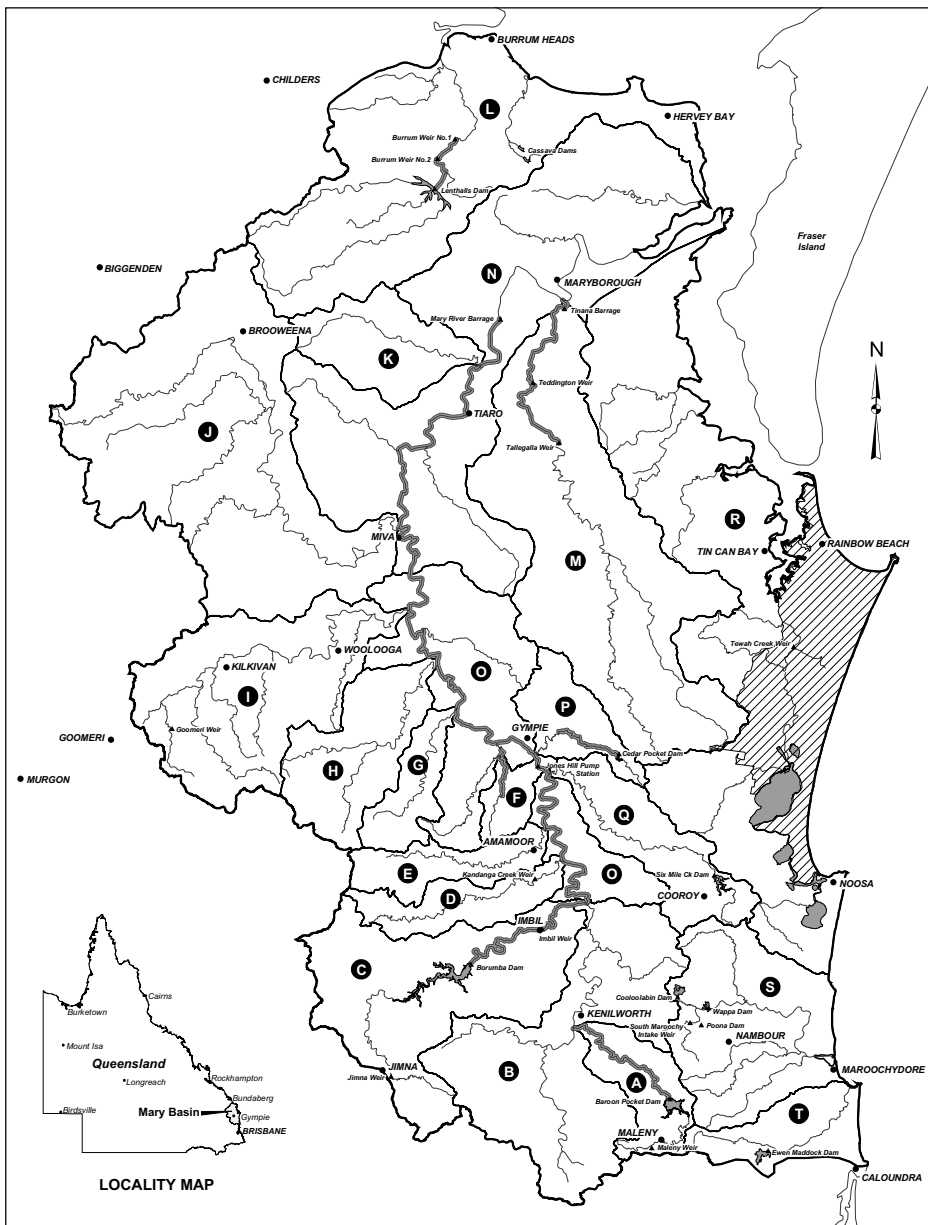 BURRUM HEADS
CHILDERS
L
HERVEY BAY
Burrum Weir No.1
Cassava Dams
Burrum Weir No.2
Lenthalls Dam
Fraser
Island
BIGGENDEN
N
MARYBOROUGH
Tinana Barrage
Mary River Barrage
BROOWEENA
N
K
Teddington Weir
TIARO
J
Tallegalla Weir
R
MIVA
TIN CAN BAY
RAINBOW BEACH
M
Tewah Creek Weir
WOOLOOGA
KILKIVAN
O
I
P
Goomeri Weir
GYMPIE
GOOMERI
Cedar Pocket Dam
H
G
Jones Hill Pump
Station
MURGON
F
Q
AMAMOOR
E
Kandanga Creek Weir
O
Six Mile Ck Dam
NOOSA
D
COOROY
IMBIL
Imbil Weir
C
Borumba Dam
S
Cooloolabin Dam
Wappa Dam
KENILWORTH
South Maroochy
Intake Weir
Poona Dam
NAMBOUR
JIMNA
Jimna Weir
B
A
MAROOCHYDORE
Baroon Pocket Dam
T
MALENY
Maleny Weir
Ewen Maddock Dam
CALOUNDRA
Cairns
Burketown
Mount Isa
Queensland
Longreach
Rockhampton
Bundaberg
Birdsville
Mary Basin
Gympie
BRISBANE
LOCALITY MAP